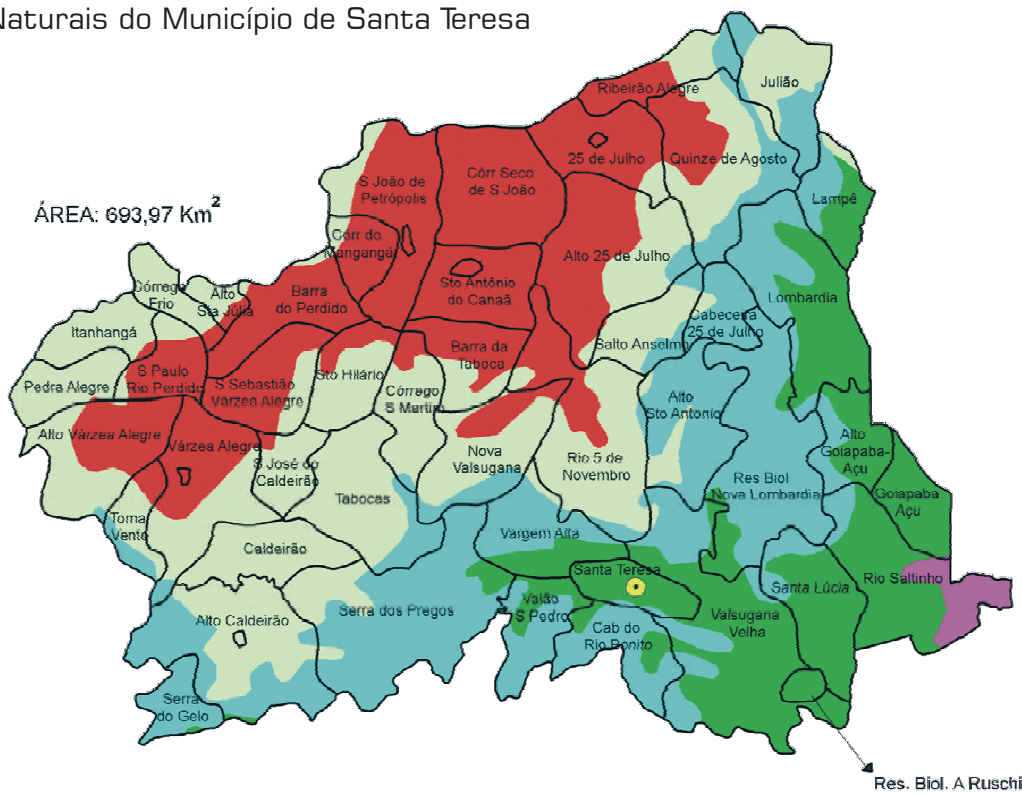 Naturais do Município de Santa Teresa
Julião
Ribeirão Alegre
25 de Julho
Quinze de Agosto
Córr Seco
de S João
S João de
Petrópolis
Lampê
ÁREA: 693,97 Km²
Córr do
Mangangá
Alto 25 de Julho
Sto Antônio
do Canaã
Córrego
Frio
Alto
Sta Júlia
Barra
do Perdido
Lombardia
Cabeceira
25 de Julho
Itanhangá
Barra da
Taboca
Salto Anselmo
S Paulo
Rio Perdido
Sto Hilário
Pedra Alegre
S Sebastião
Varzea Alegre
Córrego
S Martim
Alto
Sto Antonio
Alto Várzea Alegre
Várzea Alegre
Alto
Goiapaba-
Açu
Nova
Valsugana
Rio 5 de
Novembro
S José do
Caldeirão
Res Biol
Nova Lombardia
Tabocas
Goiapaba
Açu
Toma
Vento
Vargem Alta
Caldeirão
Santa Teresa
Rio Saltinho
Santa Lúcia
Valão
S Pedro
Serra dos Pregos
Alto Caldeirão
Valsugana
Velha
Cab do
Rio Bonito
Serra
do Gelo
Res. Biol. A Ruschi